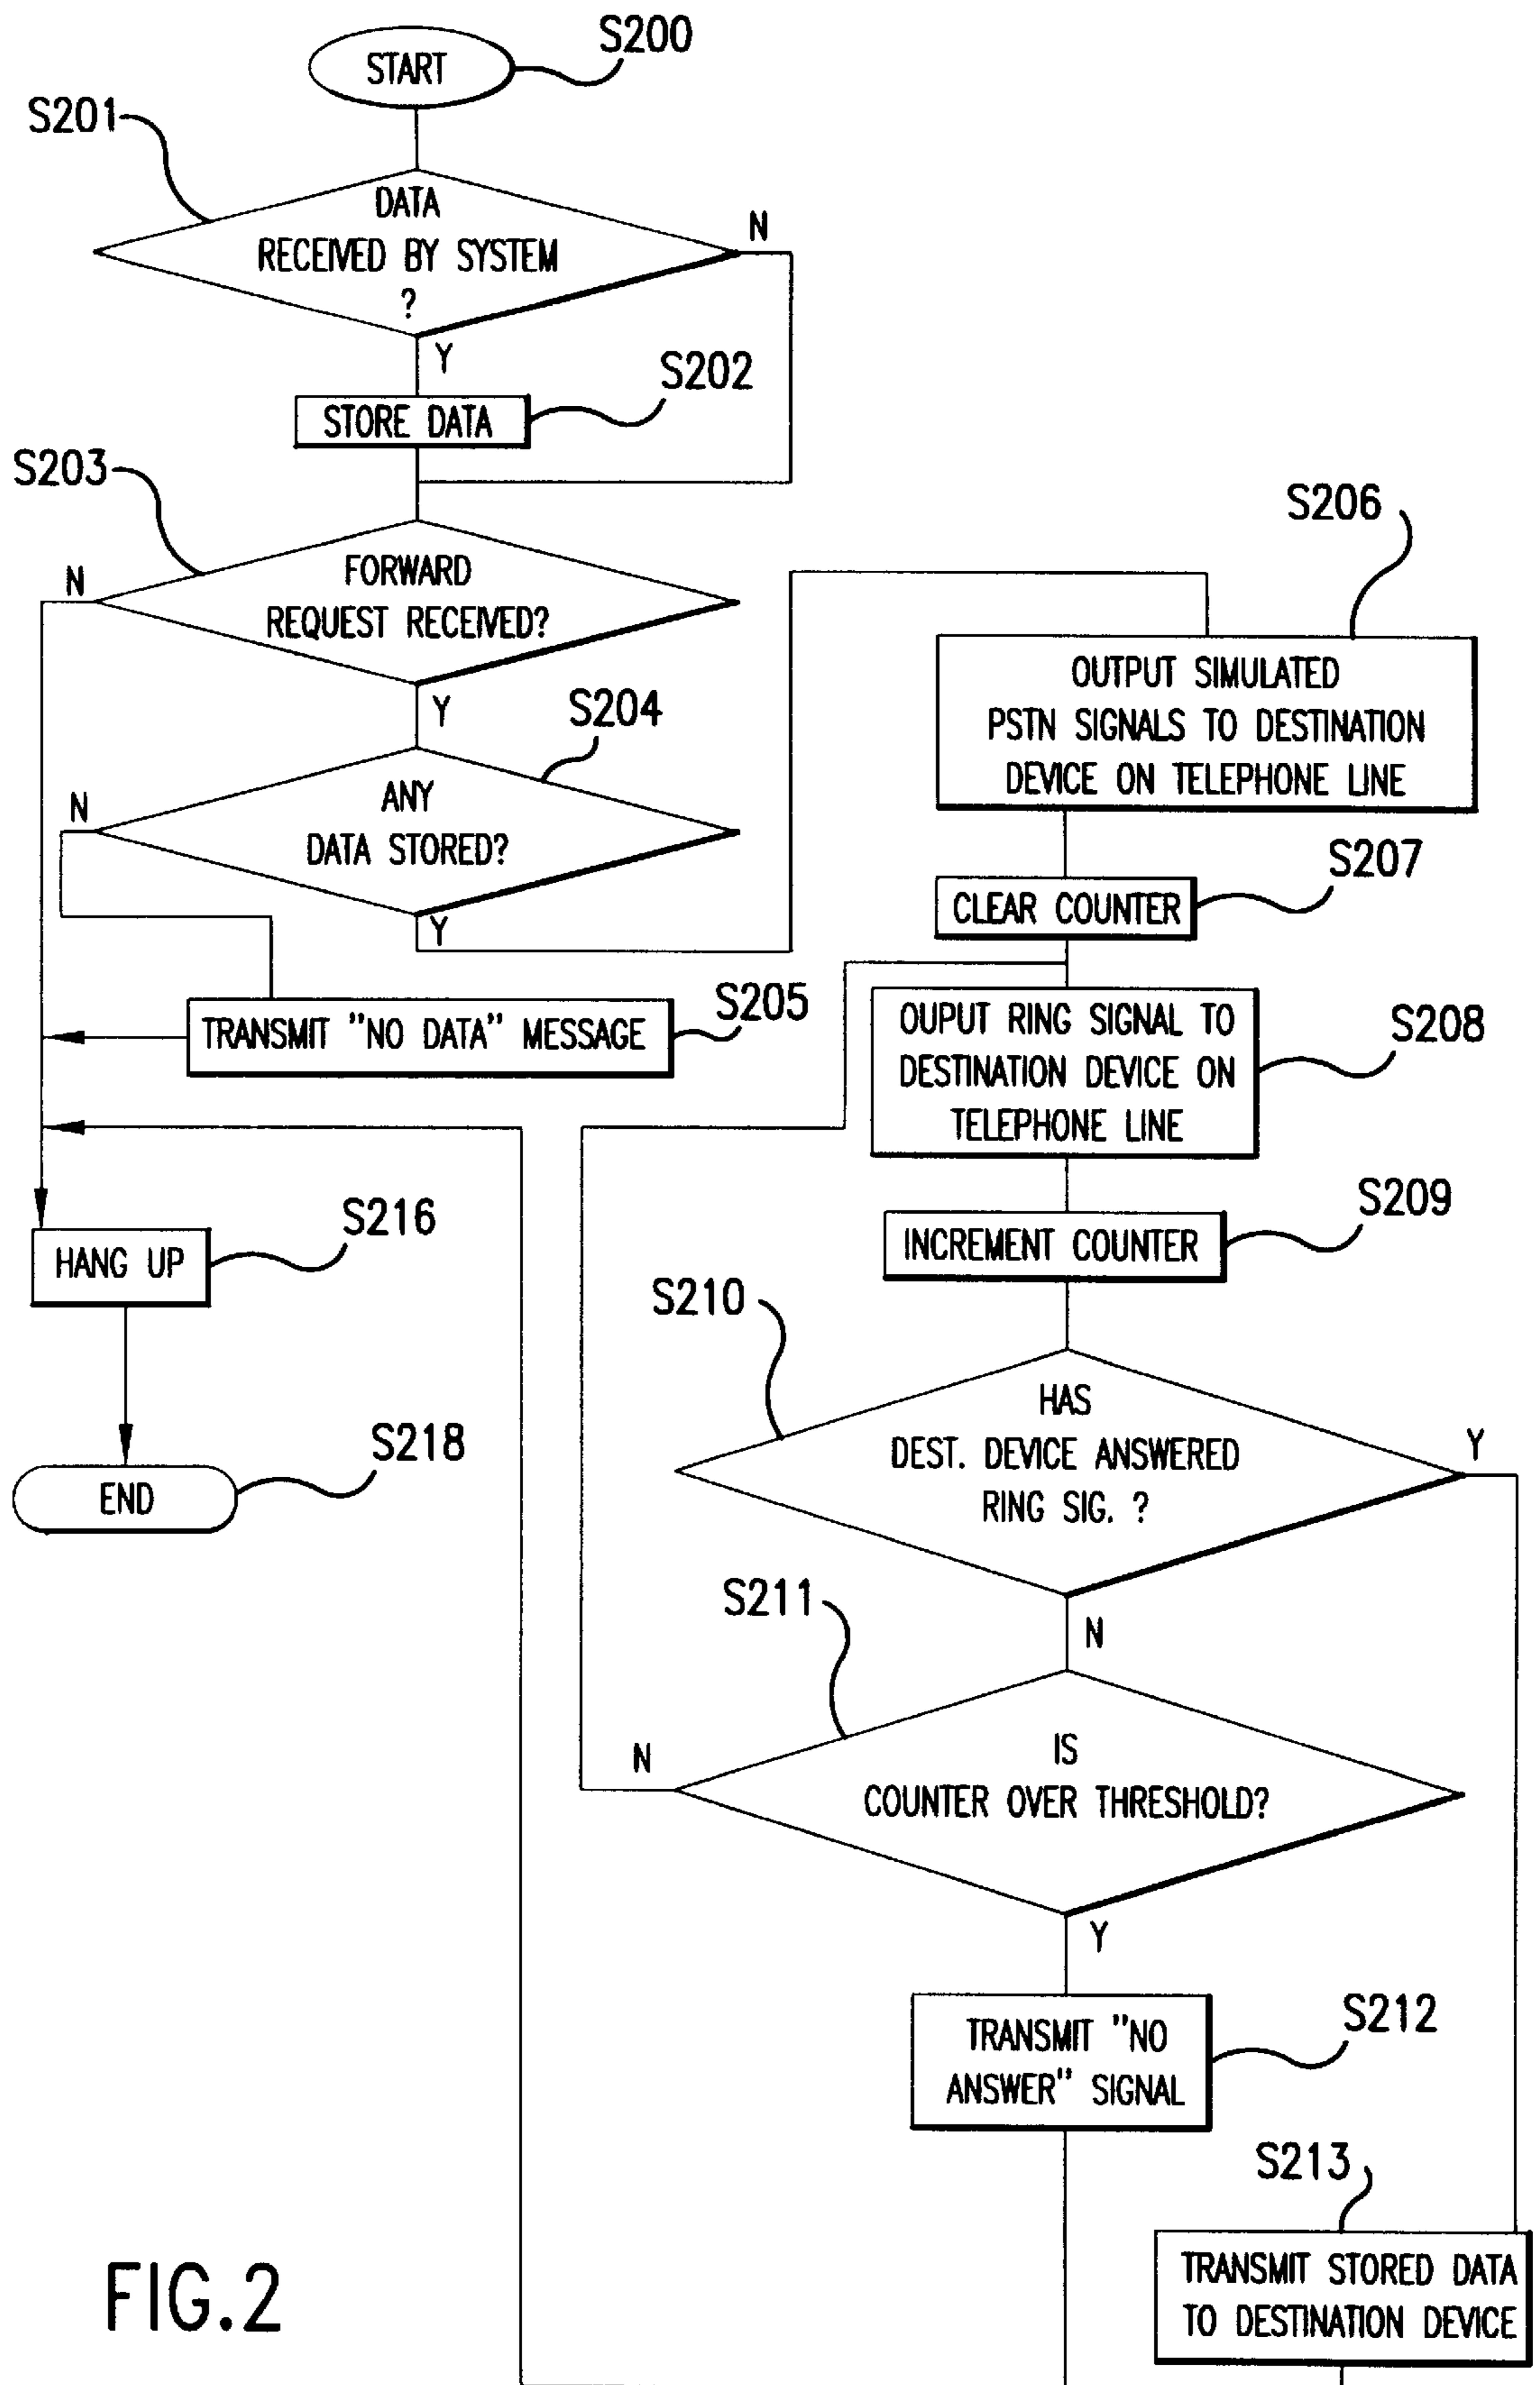 START
S200
S201
DATA
RECEIVED BY SYSTEM
?
N
Y
S202
STORE DATA
S203
FORWARD
REQUEST RECEIVED?
N
Y
S204
ANY
DATA STORED?
N
Y
TRANSMIT "NO DATA" MESSAGE
S205
S206
OUTPUT SIMULATED
PSTN SIGNALS TO DESTINATION
DEVICE ON TELEPHONE LINE
S207
CLEAR COUNTER
OUPUT RING SIGNAL TO
DESTINATION DEVICE ON
TELEPHONE LINE
S208
S209
INCREMENT COUNTER
S210
HAS
DEST. DEVICE ANSWERED
RING SIG. ?
Y
N
S211
IS
COUNTER OVER THRESHOLD?
N
Y
TRANSMIT "NO
ANSWER" SIGNAL
S212
S213
TRANSMIT STORED DATA
TO DESTINATION DEVICE
S216
HANG UP
S218
END
FIG.2